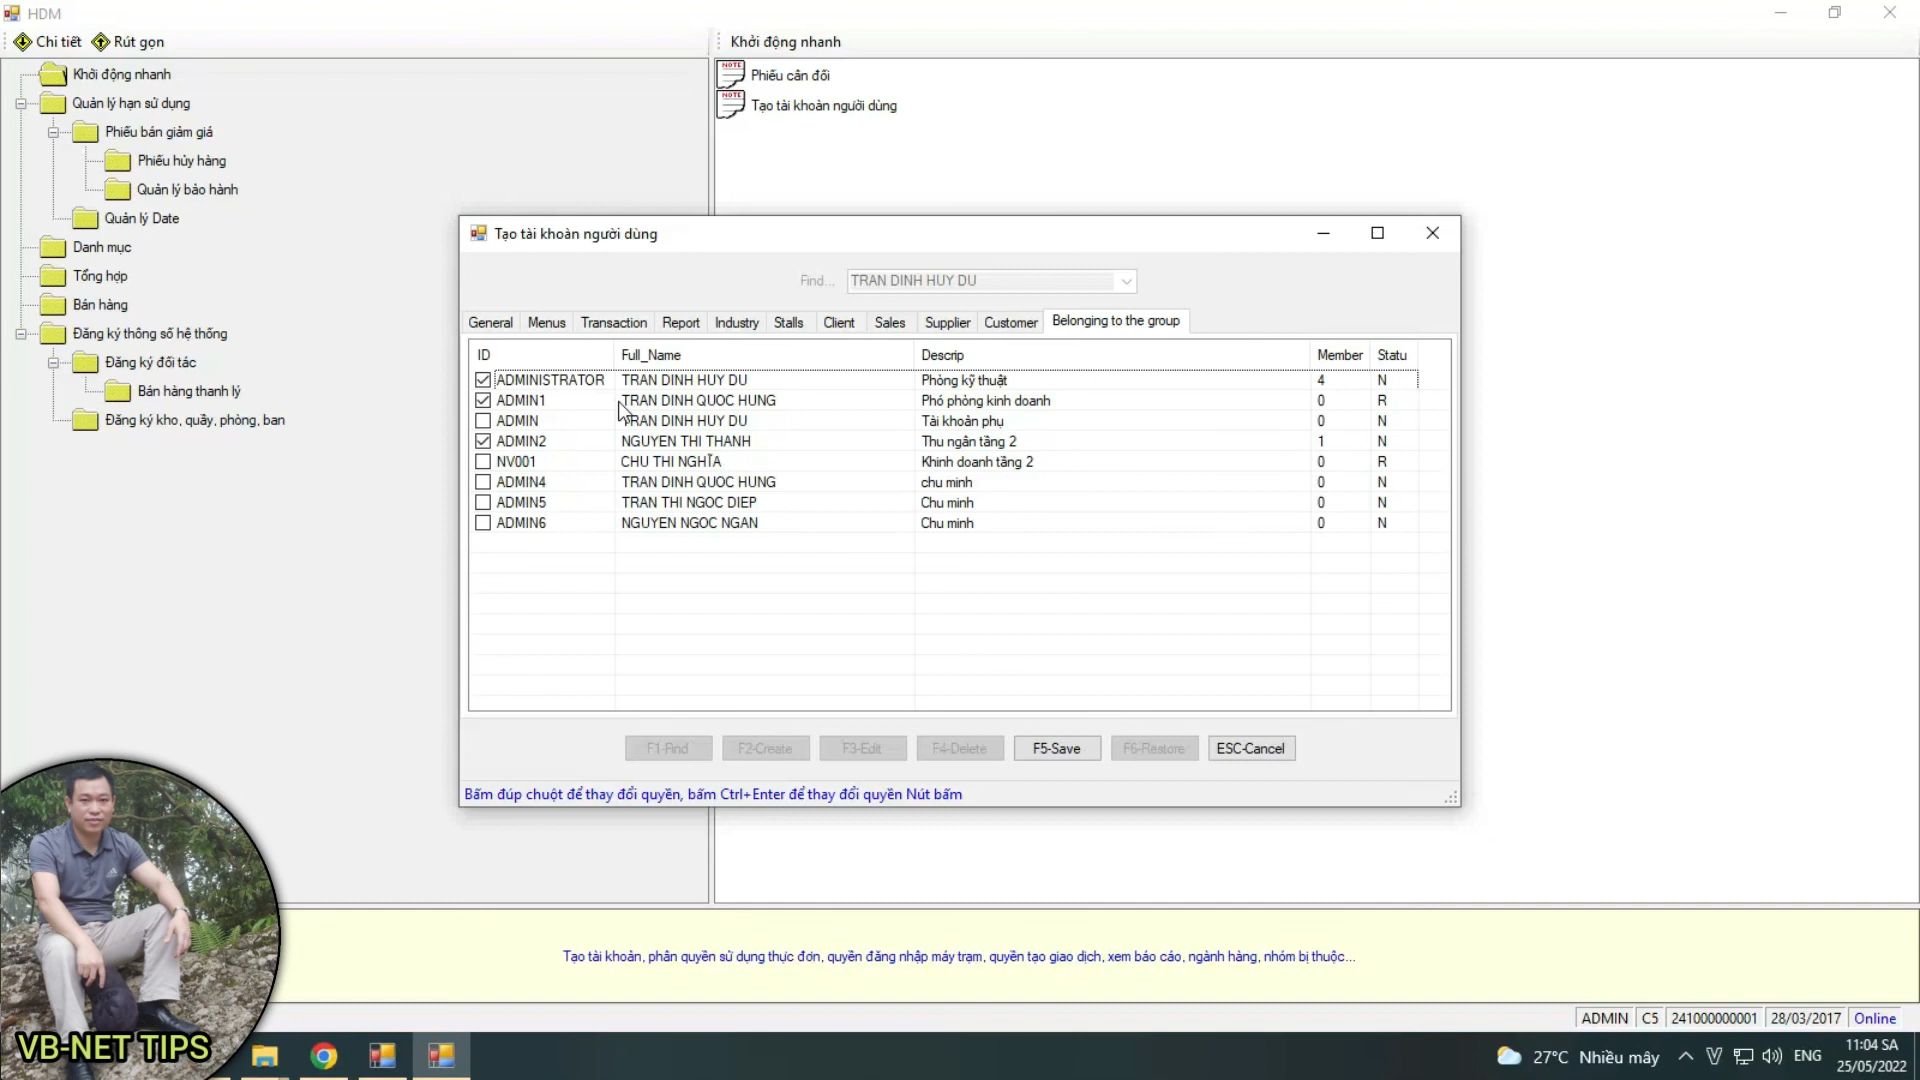 HDM
Chi tiết Rút gọn
Khởi động nhanh
Khởi động nhanh
Quản lý hạn sử dụng
Phiếu bán giảm giá
Phiếu hủy hàng
Quản lý bảo hành
Quản lý Date
Danh mục
Tổng hợp
Bán hàng
Đăng ký thông số hệ thống
Đăng ký đối tác
Bán hàng thanh lý
Đăng ký kho, quầy, phòng, ban
NOTE Phiếu cân đối
NOTE Tạo tài khoản người dùng
Tạo tài khoản người dùng
Find... TRAN DINH HUY DU
General Menus Transaction Report Industry Stalls Client Sales Supplier Customer Belonging to the group
ID Full_Name Descrip Member Statu
ADMINISTRATOR TRAN DINH HUY DU Phòng kỹ thuật 4 N
ADMIN1 TRAN DINH QUOC HUNG Phó phòng kinh doanh 0 R
ADMIN TRAN DINH HUY DU Tài khoản phụ 0 N
ADMIN2 NGUYEN THI THANH Thu ngân tầng 2 1 N
NV001 CHU THI NGHĨA Khinh doanh tầng 2 0 R
ADMIN4 TRAN DINH QUOC HUNG chu minh 0 N
ADMIN5 TRAN THI NGOC DIEP Chu minh 0 N
ADMIN6 NGUYEN NGOC NGAN Chu minh 0 N
F1-Find F2-Create F3-Edit F4-Delete F5-Save F6-Restore ESC-Cancel
Bấm đúp chuột để thay đổi quyền, bấm Ctrl+Enter để thay đổi quyền Nút bấm
Tạo tài khoản, phân quyền sử dụng thực đơn, quyền đăng nhập máy trạm, quyền tạo giao dịch, xem báo cáo, ngành hàng, nhóm bị thuộc...
ADMIN C5 241000000001 28/03/2017 Online
VB-NET TIPS
27°C Nhiều mây ENG 11:04 SA
25/05/2022